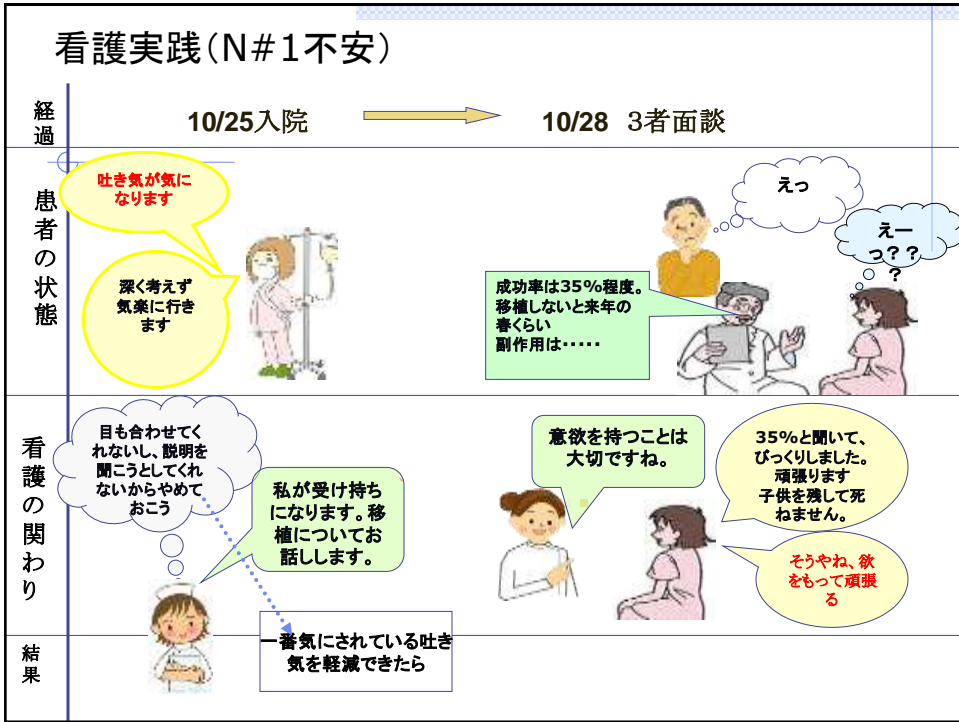 看護実践(N#1不安)
経過
10/25入院
10/28 3者面談
患者の状態
吐き気が気に
なります
深く考えず
気楽に行き
ます
えっ
えー
っ??
?
成功率は35%程度。
移植しないと来年の
春くらい
副作用は・・・・・
看護の関わり
目も合わせてく
れないし、説明を
聞こうとしてくれ
ないからやめて
おこう
私が受け持ち
になります。移
植についてお
話しします。
意欲を持つことは
大切ですね。
35%と聞いて、
びっくりしました。
頑張ります
子供を残して死
ねません。
そうやね、欲
をもって頑張
る
結果
一番気にされている吐き
気を軽減できたら